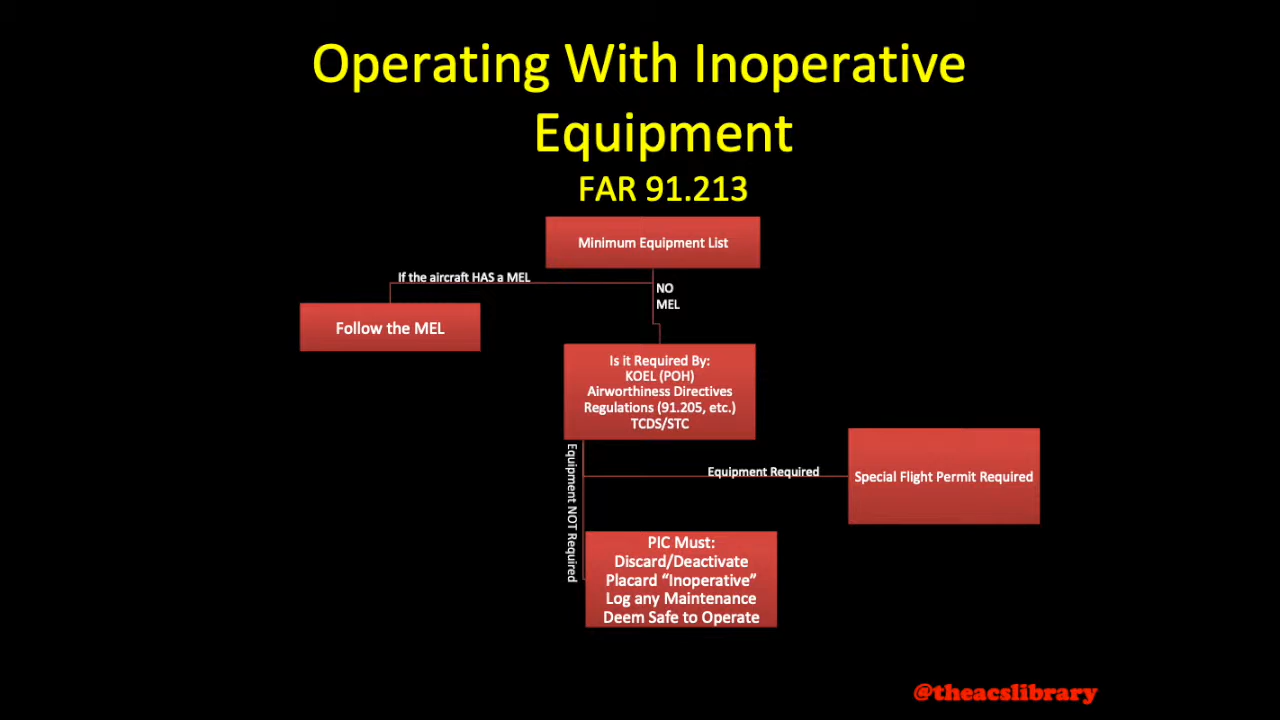 Operating With Inoperative
Equipment
FAR 91.213
Minimum Equipment List
If the aircraft HAS a MEL
NO
MEL
Follow the MEL
Is it Required By:
KOEL (POH)
Airworthiness Directives
Regulations (91.205, etc.)
TCDS/STC
Equipment NOT Required
Equipment Required
Special Flight Permit Required
PIC Must:
Discard/Deactivate
Placard “Inoperative”
Log any Maintenance
Deem Safe to Operate
@theacslibrary